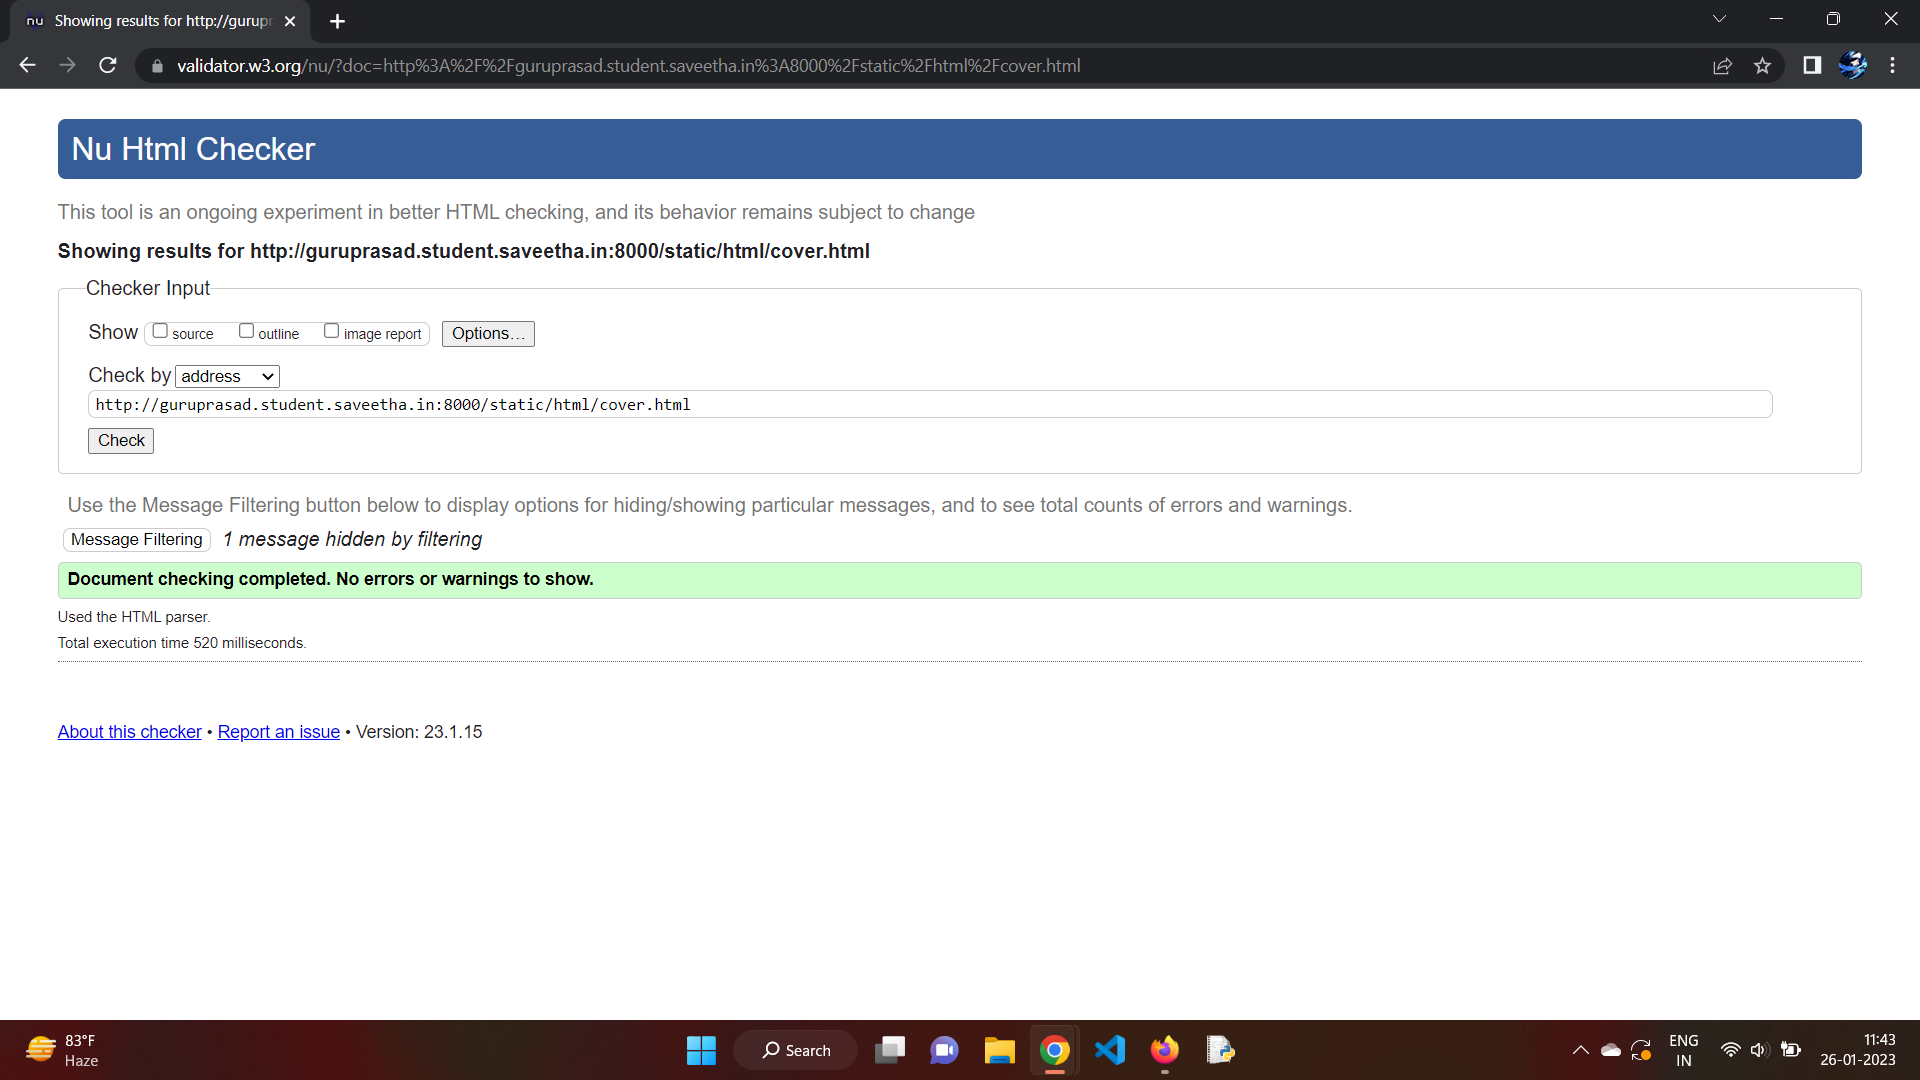 nu Showing results for http://gurupr
validator.w3.org/nu/?doc=http%3A%2F%2Fguruprasad.student.saveetha.in%3A8000%2Fstatic%2Fhtml%2Fcover.html
Nu Html Checker
This tool is an ongoing experiment in better HTML checking, and its behavior remains subject to change
Showing results for http://guruprasad.student.saveetha.in:8000/static/html/cover.html
Checker Input
Show source outline image report Options...
Check by address
http://guruprasad.student.saveetha.in:8000/static/html/cover.html
Check
Use the Message Filtering button below to display options for hiding/showing particular messages, and to see total counts of errors and warnings.
Message Filtering 1 message hidden by filtering
Document checking completed. No errors or warnings to show.
Used the HTML parser.
Total execution time 520 milliseconds.
About this checker • Report an issue • Version: 23.1.15
83°F
Haze
Search
ENG
IN
11:43
26-01-2023